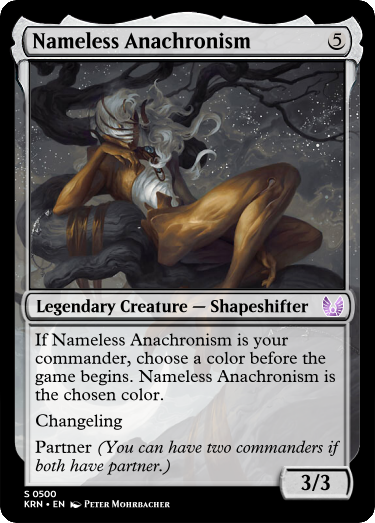 Nameless Anachronism 5
Legendary Creature — Shapeshifter
If Nameless Anachronism is your
commander, choose a color before the
game begins. Nameless Anachronism is
the chosen color.
Changeling
Partner (You can have two commanders if
both have partner.)
3/3
S 0500
KRN • EN Peter Mohrbacher